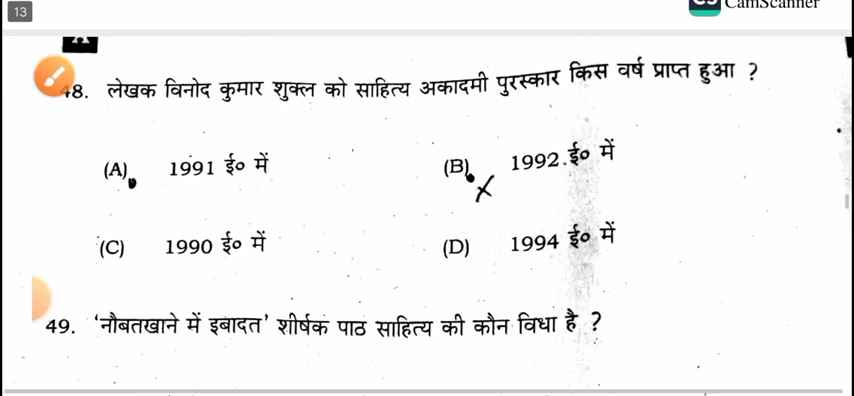 13
CamScanner
48. लेखक विनोद कुमार शुक्ल को साहित्य अकादमी पुरस्कार किस वर्ष प्राप्त हुआ ?
(A) 1991 ई० में (B) 1992 ई० में
(C) 1990 ई० में (D) 1994 ई० में
49. 'नौबतखाने में इबादत' शीर्षक पाठ साहित्य की कौन विधा है ?